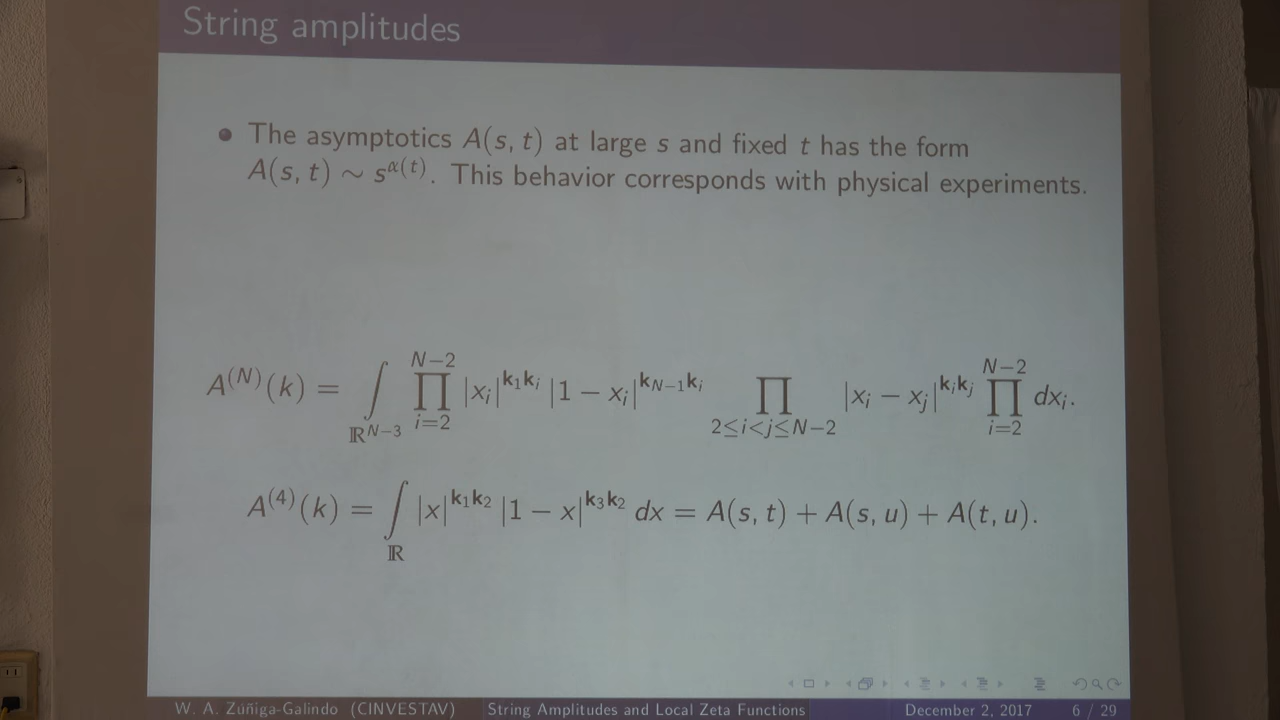 String amplitudes
The asymptotics A(s, t) at large s and fixed t has the form
A(s, t) ∼ s^{α(t)}. This behavior corresponds with physical experiments.
A^{(N)}(k) = ∫_{ℝ^{N−3}} ∏_{i=2}^{N−2} |x_i|^{k_1k_i} |1 − x_i|^{k_{N−1}k_i} ∏_{2≤i<j≤N−2} |x_i − x_j|^{k_ik_j} ∏_{i=2}^{N−2} dx_i.
A^{(4)}(k) = ∫_ℝ |x|^{k_1k_2} |1 − x|^{k_3k_2} dx = A(s, t) + A(s, u) + A(t, u).
W. A. Zúñiga-Galindo (CINVESTAV) String Amplitudes and Local Zeta Functions December 2, 2017 6 / 29